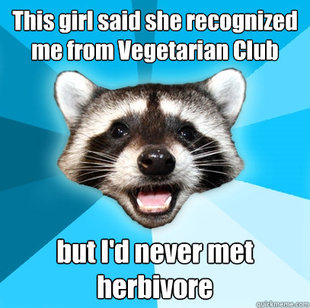 This girl said she recognized
me from Vegetarian Club
but I'd never met
herbivore
quickmeme.com